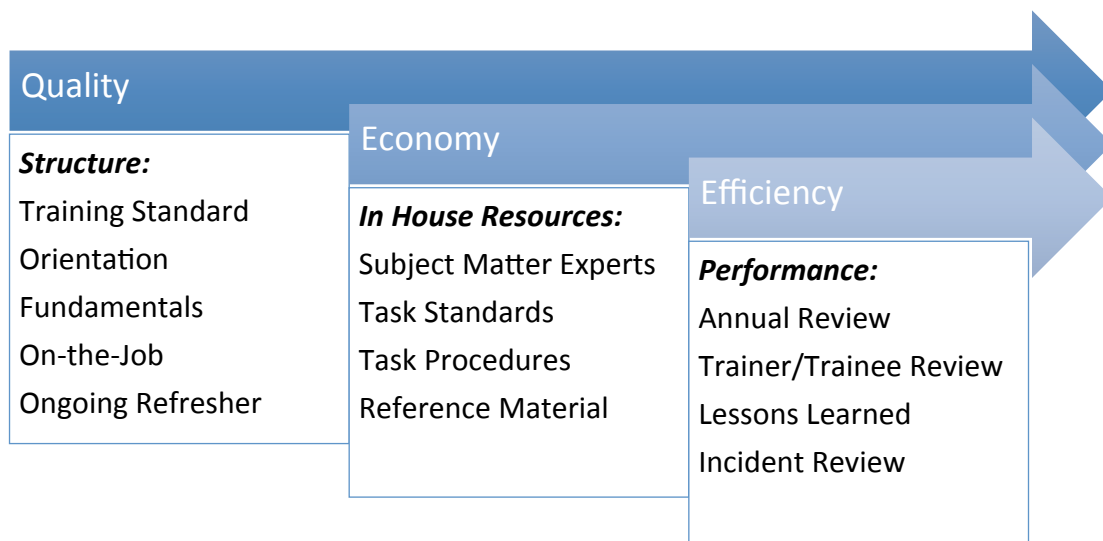 Quality
Structure:
Training Standard
Orientation
Fundamentals
On-the-Job
Ongoing Refresher
Economy
In House Resources:
Subject Matter Experts
Task Standards
Task Procedures
Reference Material
Efficiency
Performance:
Annual Review
Trainer/Trainee Review
Lessons Learned
Incident Review